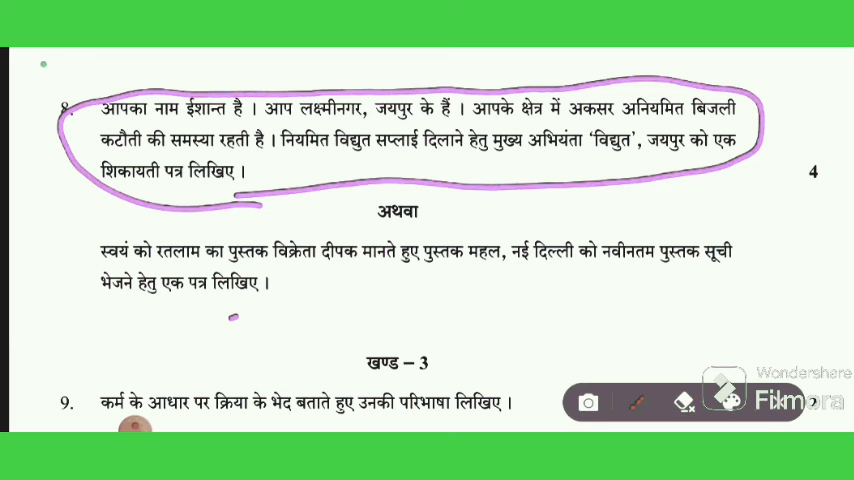 8. आपका नाम ईशान्त है । आप लक्ष्मीनगर, जयपुर के हैं । आपके क्षेत्र में अकसर अनियमित बिजली
कटौती की समस्या रहती है । नियमित विद्युत सप्लाई दिलाने हेतु मुख्य अभियंता ‘विद्युत’, जयपुर को एक
शिकायती पत्र लिखिए । 4
अथवा
स्वयं को रतलाम का पुस्तक विक्रेता दीपक मानते हुए पुस्तक महल, नई दिल्ली को नवीनतम पुस्तक सूची
भेजने हेतु एक पत्र लिखिए ।
खण्ड – 3
Wondershare
Filmora
9. कर्म के आधार पर क्रिया के भेद बताते हुए उनकी परिभाषा लिखिए । 2